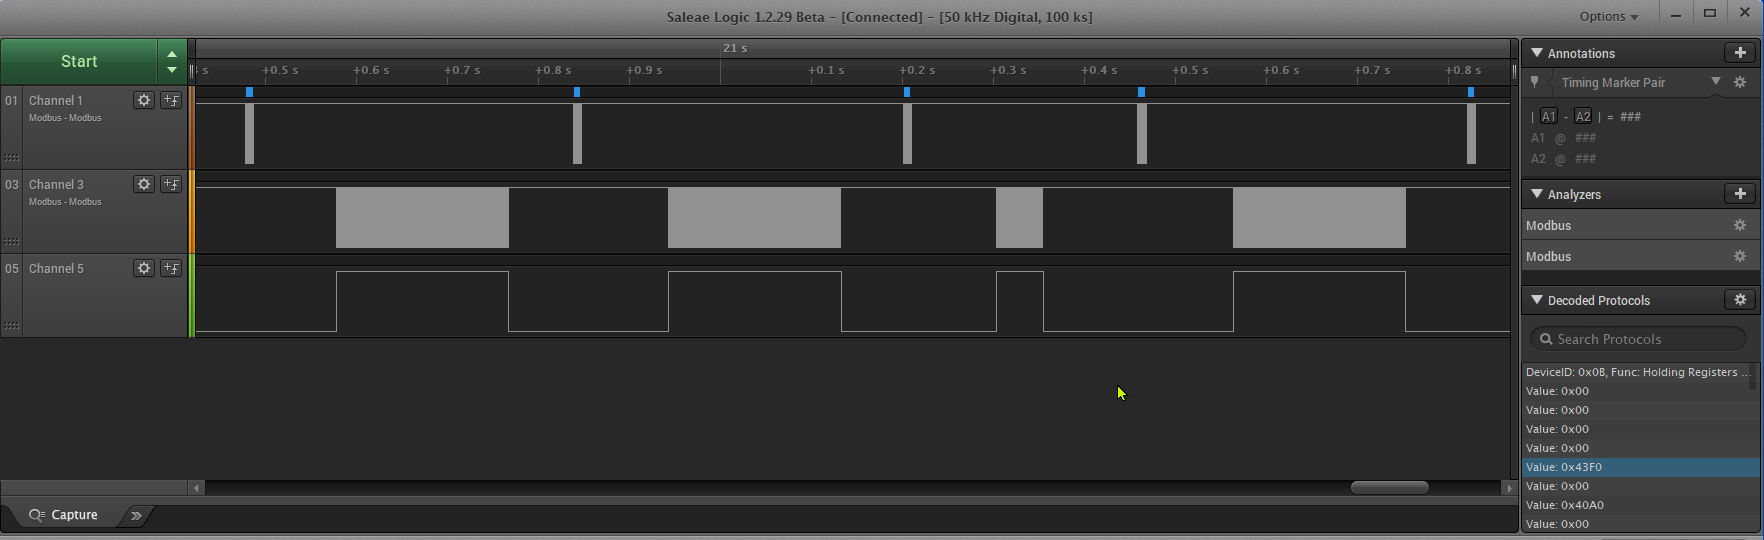 Saleae Logic 1.2.29 Beta - [Connected] - [50 kHz Digital, 100 ks]
Options
Start
21 s
s +0.5 s +0.6 s +0.7 s +0.8 s +0.9 s +0.1 s +0.2 s +0.3 s +0.4 s +0.5 s +0.6 s +0.7 s +0.8 s
01 Channel 1
Modbus - Modbus
03 Channel 3
Modbus - Modbus
05 Channel 5
Capture
Annotations
Timing Marker Pair
| A1 - A2 | = ###
A1 @ ###
A2 @ ###
Analyzers
Modbus
Modbus
Decoded Protocols
Search Protocols
DeviceID: 0x0B, Func: Holding Registers ...
Value: 0x00
Value: 0x00
Value: 0x00
Value: 0x00
Value: 0x43F0
Value: 0x00
Value: 0x40A0
Value: 0x00